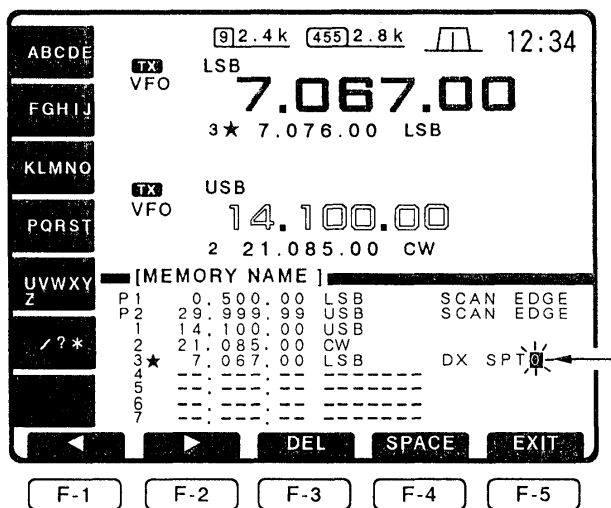 ABCDE
FGHIJ
KLMNO
PQRST
UVWXY
Z
/ ? *
9 2.4k 455 2.8k 12:34
TX LSB
VFO
7.067.00
3★ 7.076.00 LSB
TX USB
VFO
14.100.00
2 21.085.00 CW
[MEMORY NAME ]
P1 0.500.00 LSB SCAN EDGE
P2 29.999.99 USB SCAN EDGE
1 14.100.00 USB
2 21.085.00 CW
3★ 7.067.00 LSB DX SPT0
4 --.---.-- -------
5 --.---.-- -------
6 --.---.-- -------
7 --.---.-- -------
◀ ▶ DEL SPACE EXIT
F-1 F-2 F-3 F-4 F-5